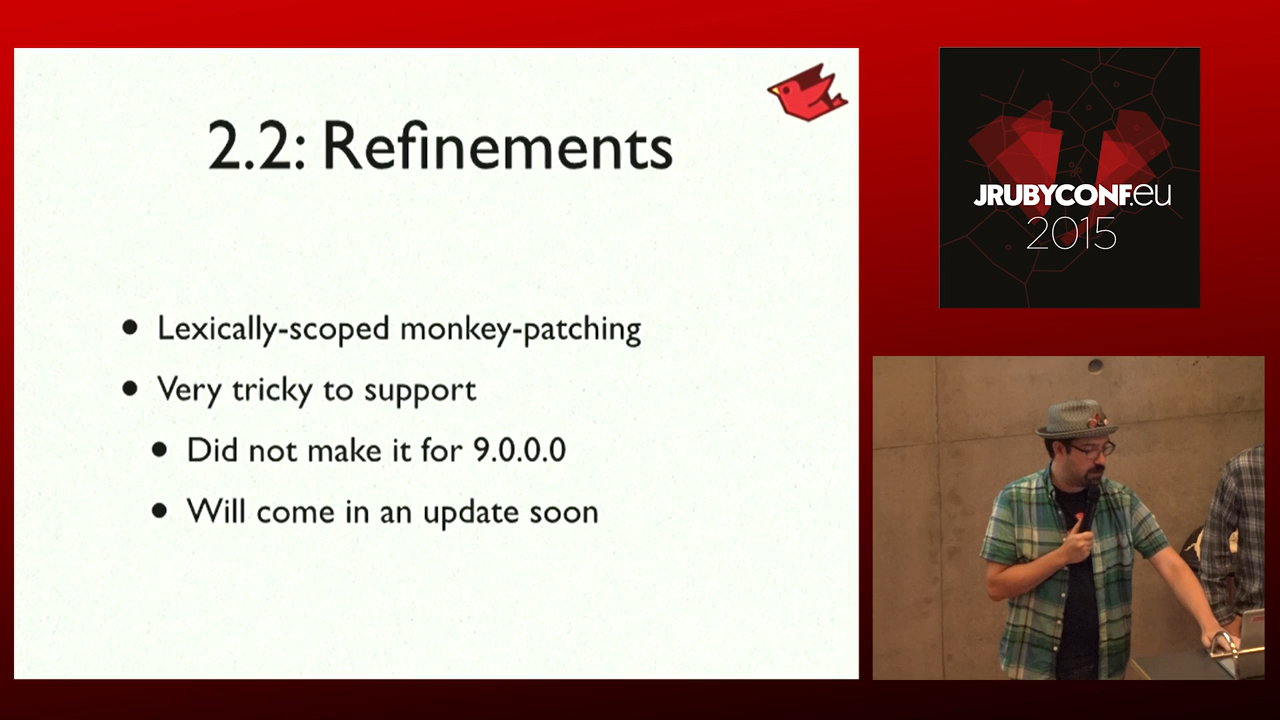 2.2: Refinements
• Lexically-scoped monkey-patching
• Very tricky to support
• Did not make it for 9.0.0.0
• Will come in an update soon
JRUBYCONF.eu
2015